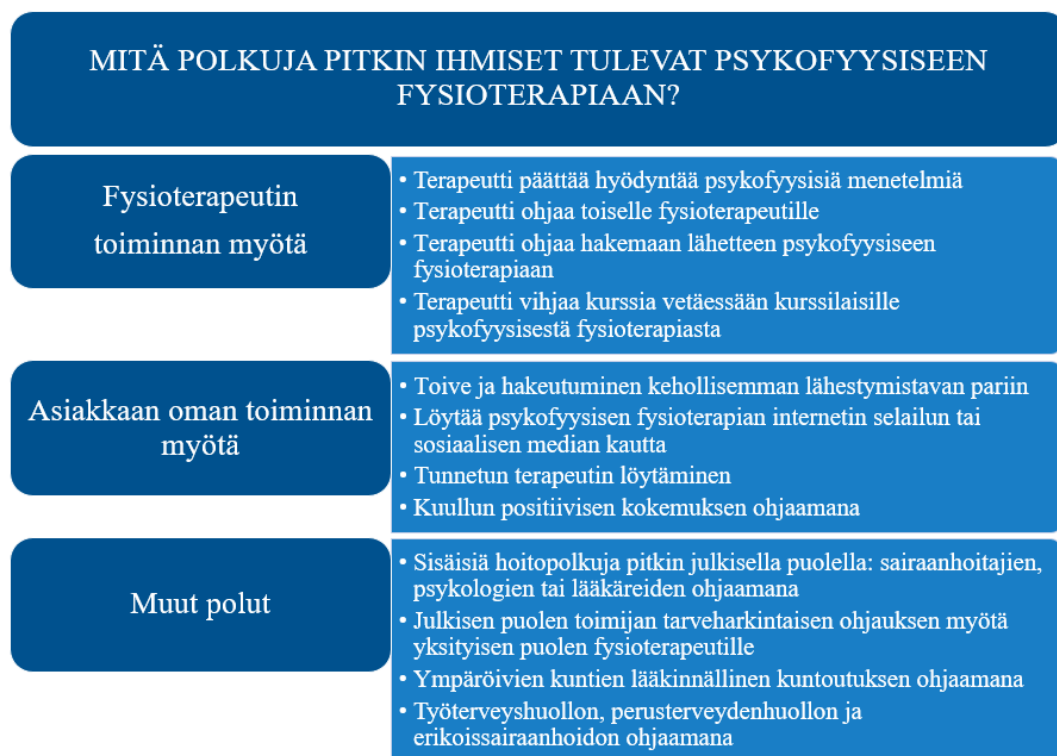 MITÄ POLKUJA PITKIN IHMISET TULEVAT PSYKOFYYSISEEN
FYSIOTERAPIAAN?
Fysioterapeutin
toiminnan myötä
• Terapeutti päättää hyödyntää psykofyysisiä menetelmiä
• Terapeutti ohjaa toiselle fysioterapeutille
• Terapeutti ohjaa hakemaan lähetteen psykofyysiseen
fysioterapiaan
• Terapeutti vihjaa kurssia vetäessään kurssilaisille
psykofyysisestä fysioterapiasta
Asiakkaan oman toiminnan
myötä
• Toive ja hakeutuminen kehollisemman lähestymistavan pariin
• Löytää psykofyysisen fysioterapian internetin selailun tai
sosiaalisen median kautta
• Tunnetun terapeutin löytäminen
• Kuullun positiivisen kokemuksen ohjaamana
Muut polut
• Sisäisiä hoitopolkuja pitkin julkisella puolella: sairaanhoitajien,
psykologien tai lääkäreiden ohjaamana
• Julkisen puolen toimijan tarveharkintaisen ohjauksen myötä
yksityisen puolen fysioterapeutille
• Ympäröivien kuntien lääkinnällinen kuntoutuksen ohjaamana
• Työterveyshuollon, perusterveydenhuollon ja
erikoissairaanhoidon ohjaamana